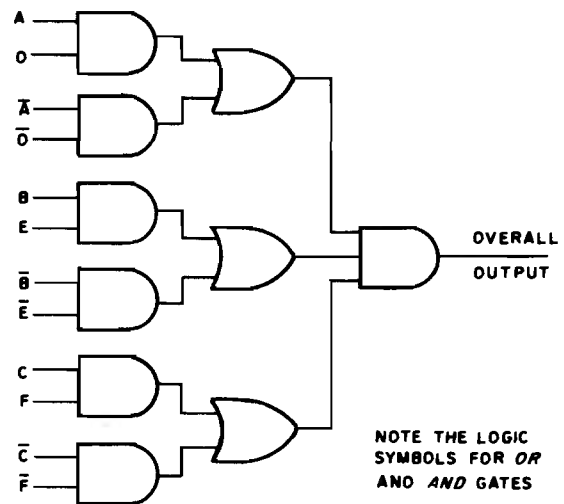 A
D
A̅
D̅
B
E
B̅
E̅
C
F
C̅
F̅
OVERALL
OUTPUT
NOTE THE LOGIC
SYMBOLS FOR OR
AND AND GATES